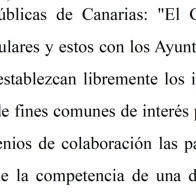 úblicas de Canarias: "El C
ulares y estos con los Ayunt
establezcan libremente los i
de fines comunes de interés p
enios de colaboración las pa
e la competencia de una d